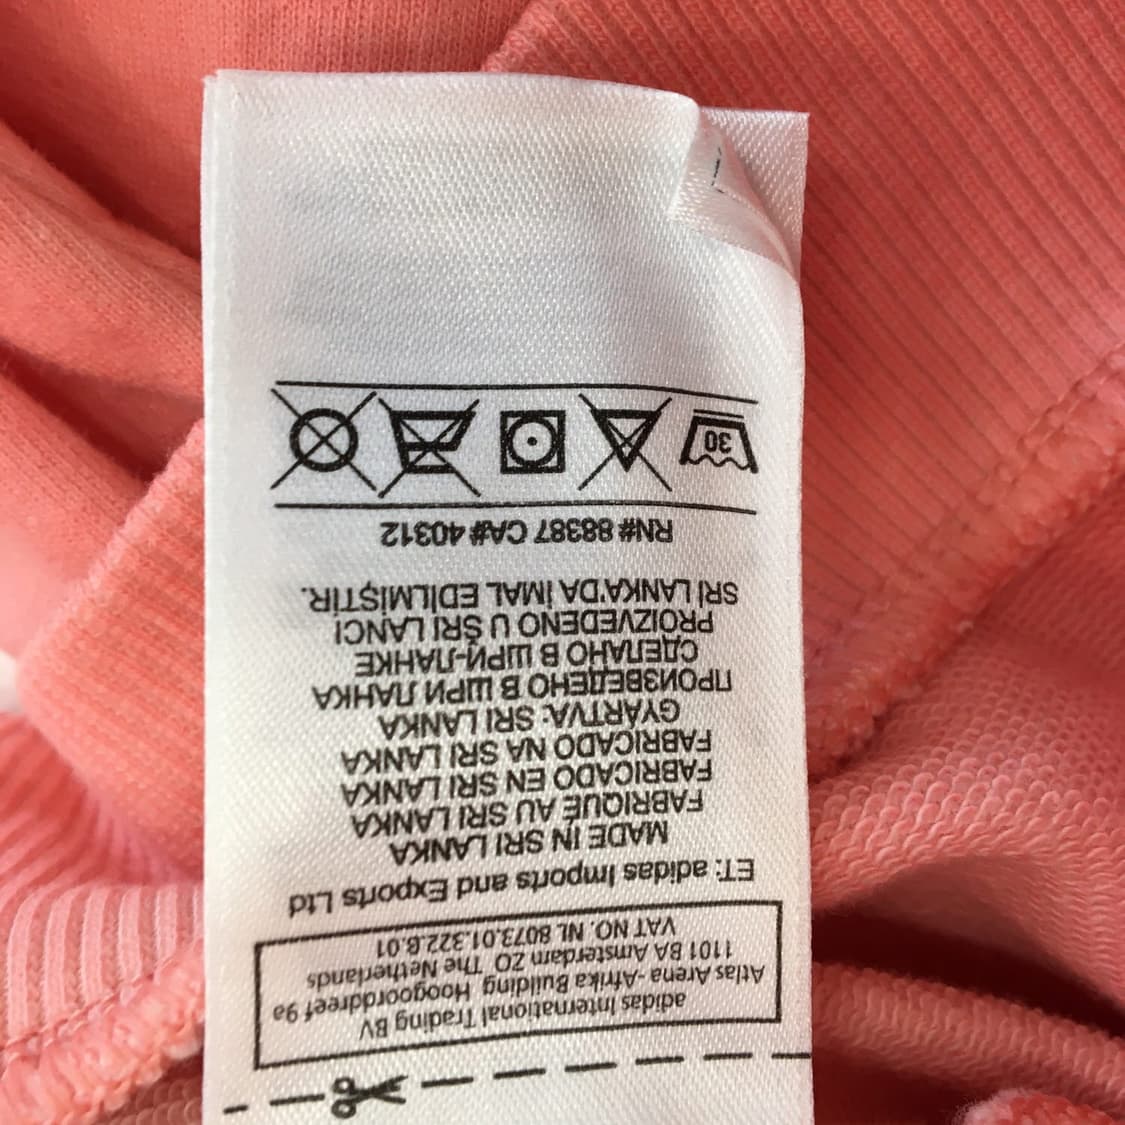 adidas International Trading BV
Atlas Arena - Afrika Building Hoogoorddreef 9a
1101 BA Amsterdam ZO The Netherlands
VAT NO. NL 8073.01.322.B.01
ET: adidas Imports and Exports Ltd
MADE IN SRI LANKA
FABRIQUÉ AU SRI LANKA
FABRICADO EN SRI LANKA
FABRICADO NA SRI LANKA
GYÁRTVA: SRI LANKA
ПРОИЗВЕДЕНО В ШРИ ЛАНКА
СДЕЛАНО В ШРИ-ЛАНКЕ
PROIZVEDENO U ŠRI LANCI
SRİ LANKA'DA İMAL EDİLMİŞTİR.
RN# 88387 CA# 40312
30